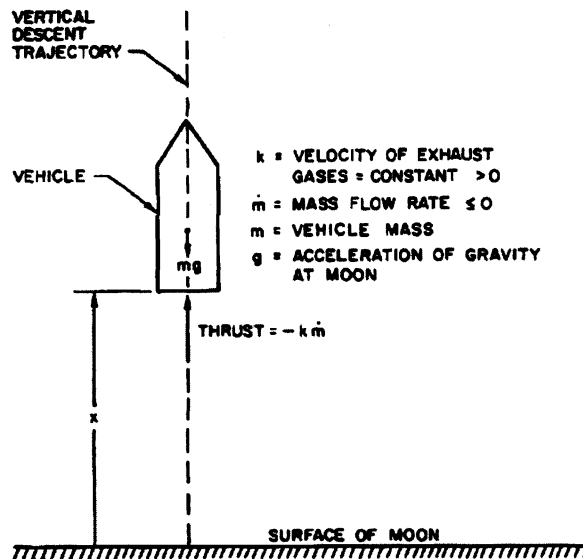 VERTICAL
DESCENT
TRAJECTORY
VEHICLE
mg
k = VELOCITY OF EXHAUST
GASES = CONSTANT > 0
ṁ = MASS FLOW RATE ≤ 0
m = VEHICLE MASS
g = ACCELERATION OF GRAVITY
AT MOON
THRUST = -kṁ
x
SURFACE OF MOON